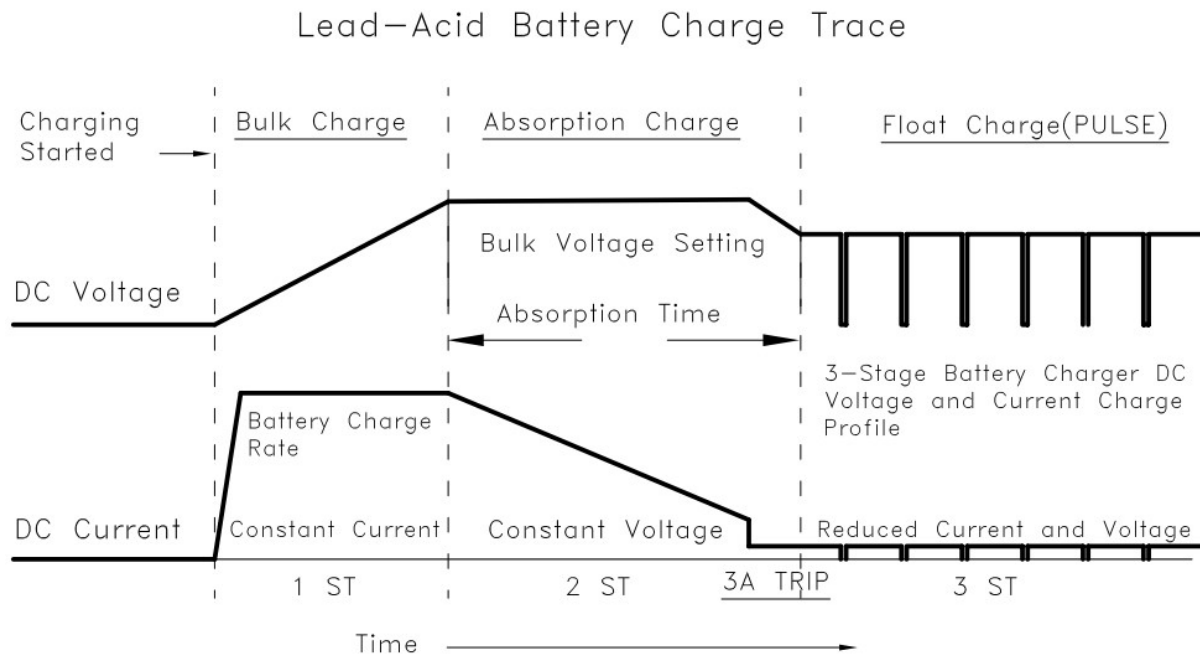 Lead-Acid Battery Charge Trace
Charging
Started
Bulk Charge
Absorption Charge
Float Charge(PULSE)
Bulk Voltage Setting
DC Voltage
Absorption Time
3-Stage Battery Charger DC
Voltage and Current Charge
Profile
Battery Charge
Rate
DC Current
Constant Current
Constant Voltage
Reduced Current and Voltage
1 ST
2 ST
3A TRIP
3 ST
Time